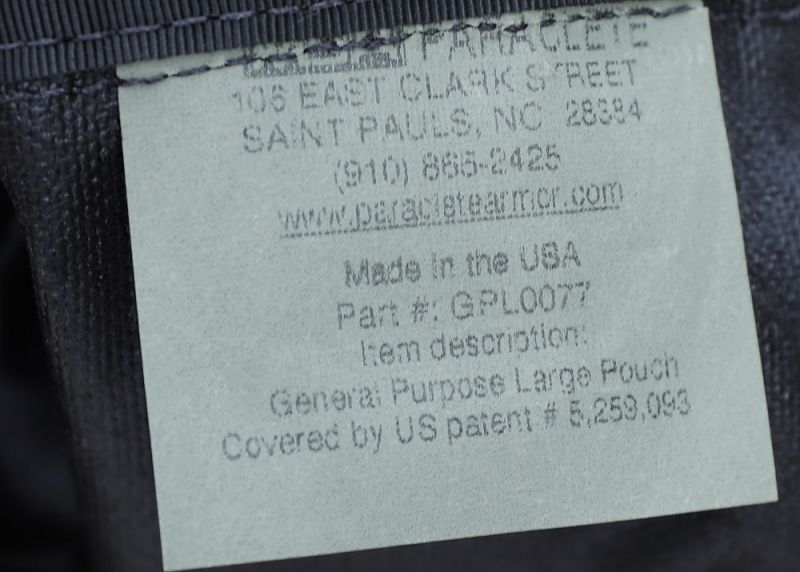 PARACLETE
106 EAST CLARK STREET
SAINT PAULS, NC 28384
(910) 865-2425
www.paracletearmor.com
Made in the USA
Part #: GPL0077
Item description:
General Purpose Large Pouch
Covered by US patent # 5,259,093